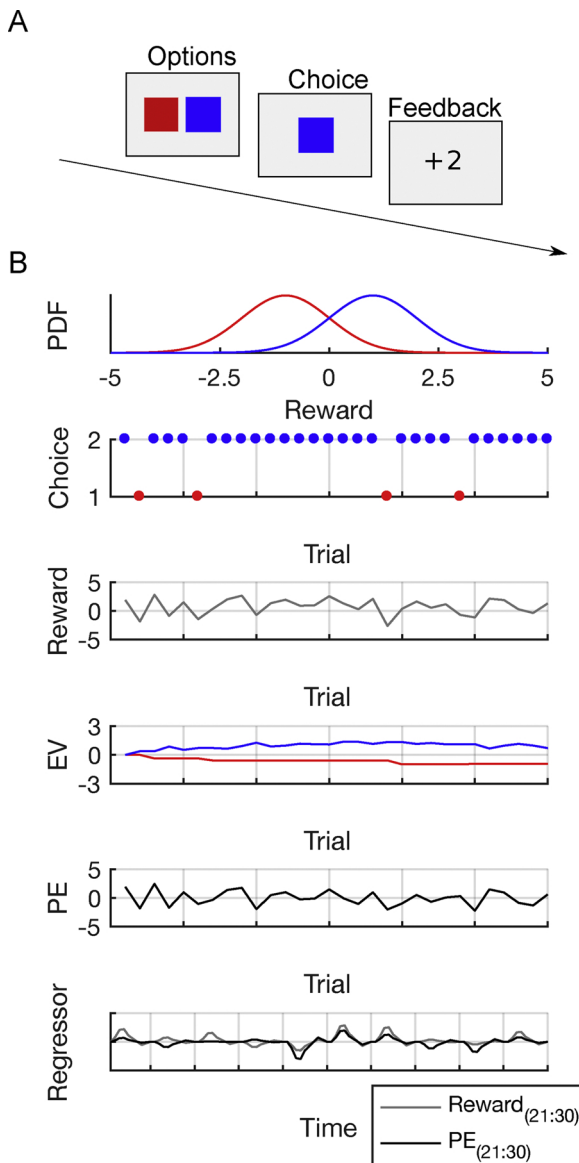 A
Options
Choice
Feedback
+2
B
PDF
-5 -2.5 0 2.5 5
Reward
Choice
2
1
Trial
Reward
5
0
-5
Trial
EV
3
0
-3
Trial
PE
5
0
-5
Trial
Regressor
Time
Reward(21:30)
PE(21:30)